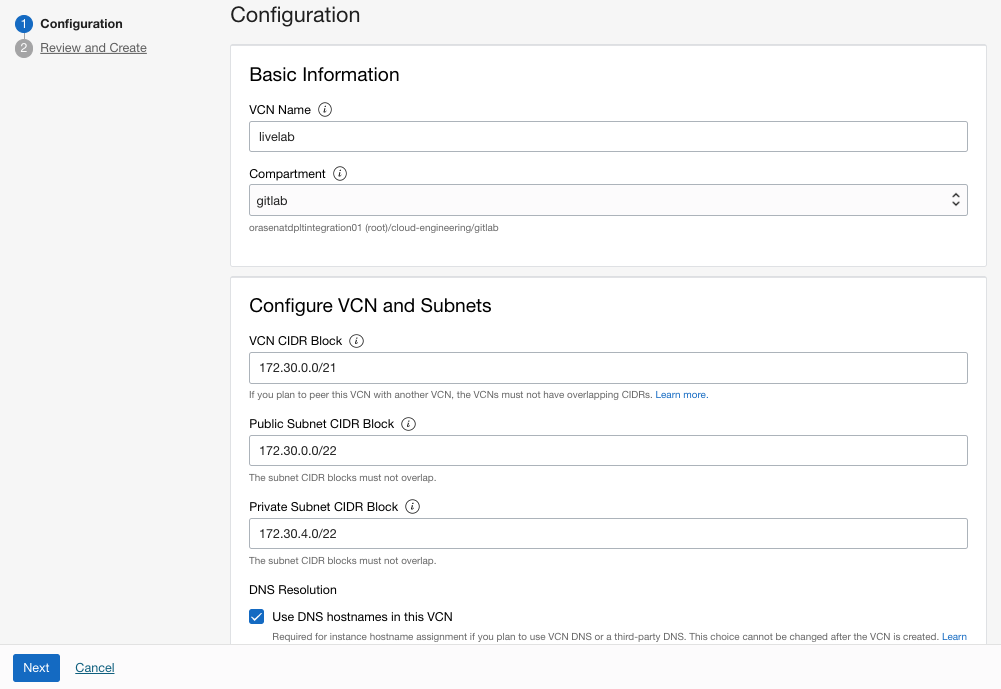 1 Configuration
2 Review and Create
Configuration
Basic Information
VCN Name i
livelab
Compartment i
gitlab
orasenatdpltintegration01 (root)/cloud-engineering/gitlab
Configure VCN and Subnets
VCN CIDR Block i
172.30.0.0/21
If you plan to peer this VCN with another VCN, the VCNs must not have overlapping CIDRs. Learn more.
Public Subnet CIDR Block i
172.30.0.0/22
The subnet CIDR blocks must not overlap.
Private Subnet CIDR Block i
172.30.4.0/22
The subnet CIDR blocks must not overlap.
DNS Resolution
Use DNS hostnames in this VCN
Required for instance hostname assignment if you plan to use VCN DNS or a third-party DNS. This choice cannot be changed after the VCN is created. Learn
Next Cancel